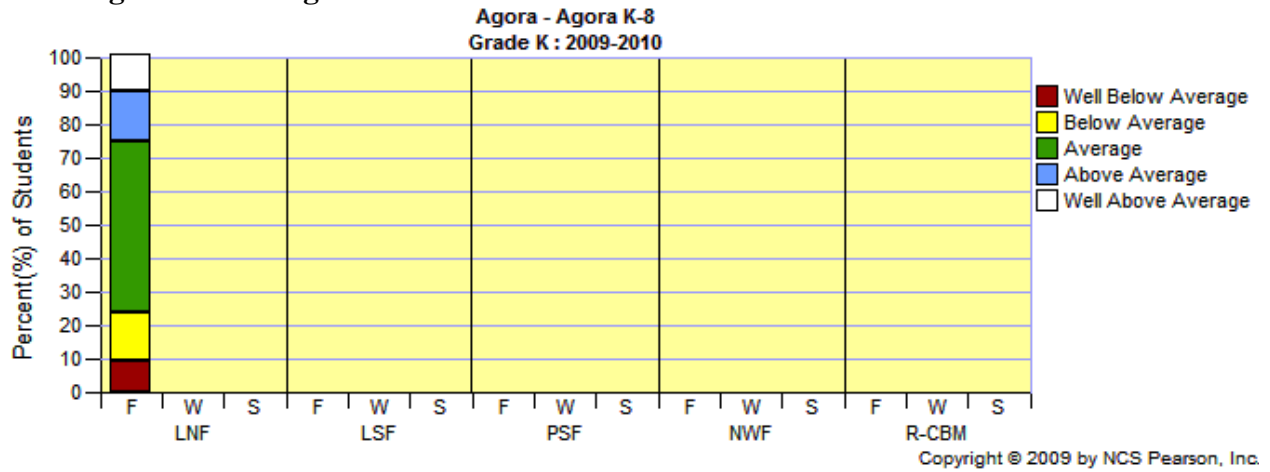 Agora - Agora K-8
Grade K : 2009-2010
Percent(%) of Students
100
90
80
70
60
50
40
30
20
10
0
F W S F W S F W S F W S F W S
LNF LSF PSF NWF R-CBM
Well Below Average
Below Average
Average
Above Average
Well Above Average
Copyright © 2009 by NCS Pearson, Inc.